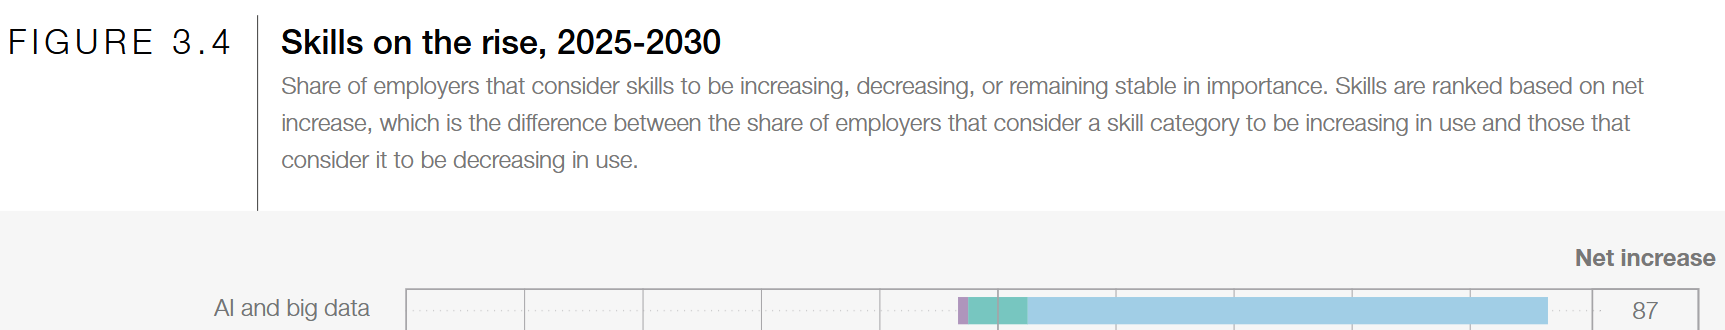 FIGURE 3.4
Skills on the rise, 2025-2030
Share of employers that consider skills to be increasing, decreasing, or remaining stable in importance. Skills are ranked based on net
increase, which is the difference between the share of employers that consider a skill category to be increasing in use and those that
consider it to be decreasing in use.
Net increase
AI and big data
87